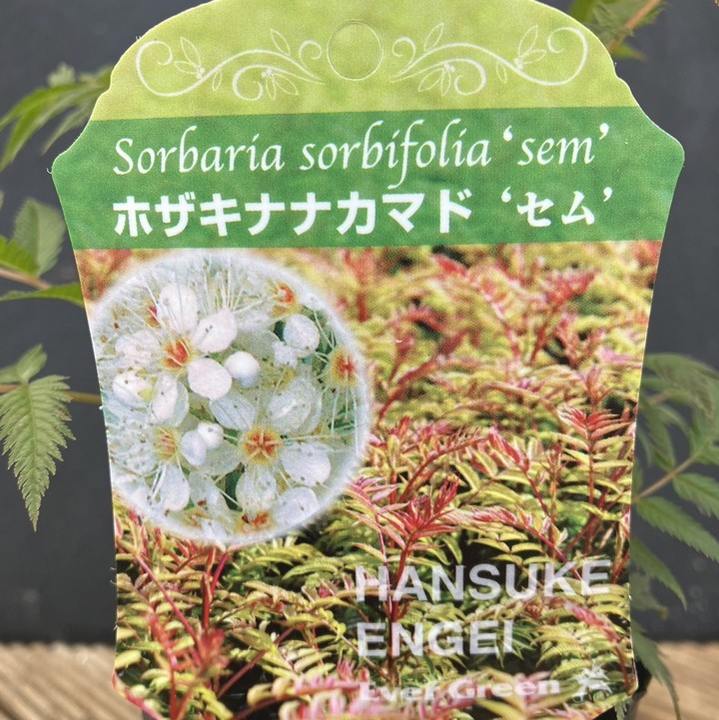 Sorbaria sorbifolia ‘sem’
ホザキナナカマド ‘セム’
HANSUKE
ENGEI
Ever Green